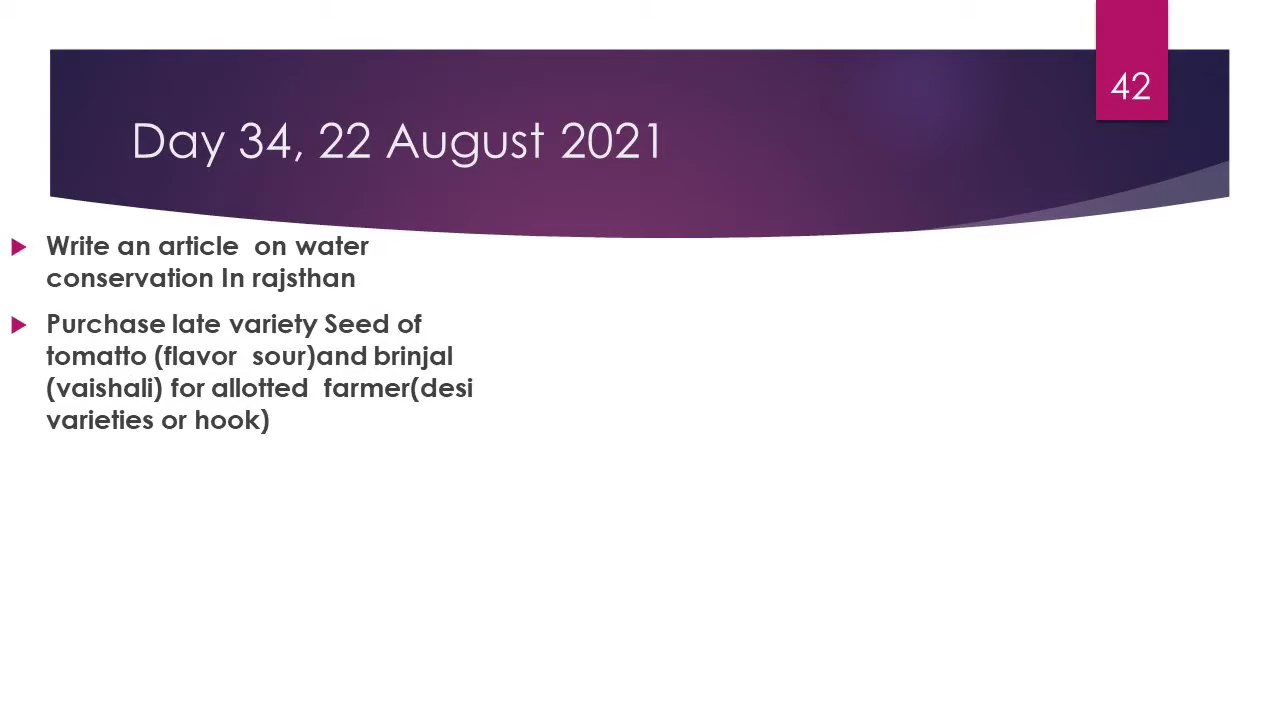 42
Day 34, 22 August 2021
Write an article  on water
conservation In rajsthan
Purchase late variety Seed of
tomatto (flavor  sour)and brinjal
(vaishali) for allotted  farmer(desi
varieties or hook)